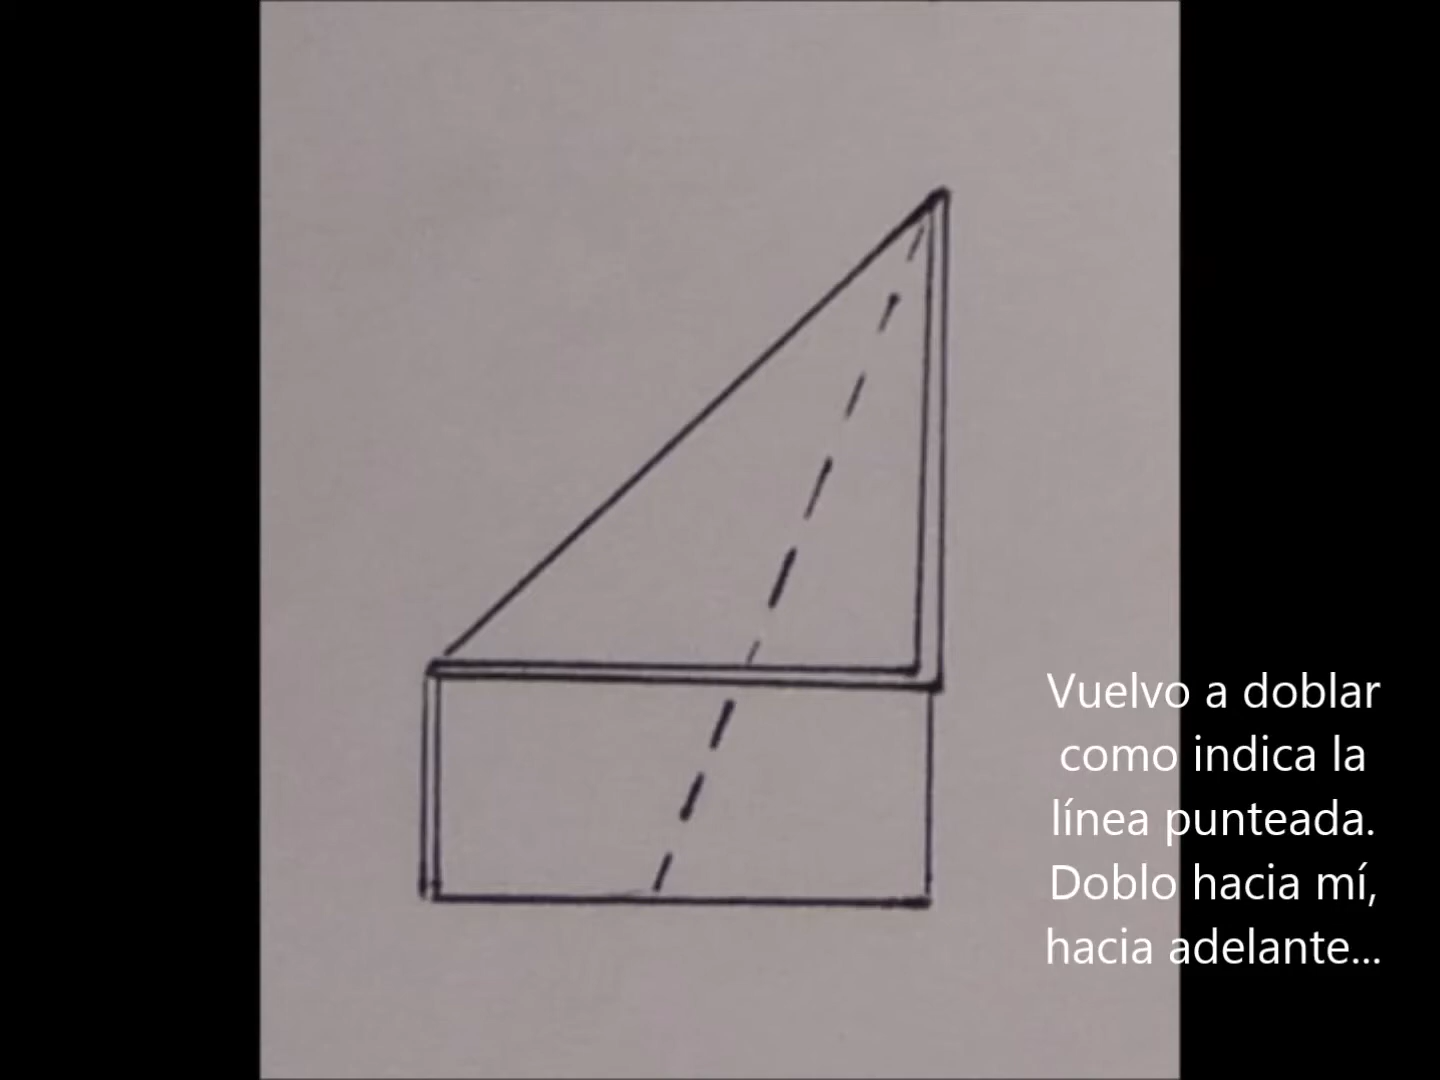 Vuelvo a doblar
como indica la
línea punteada.
Doblo hacia mí,
hacia adelante...